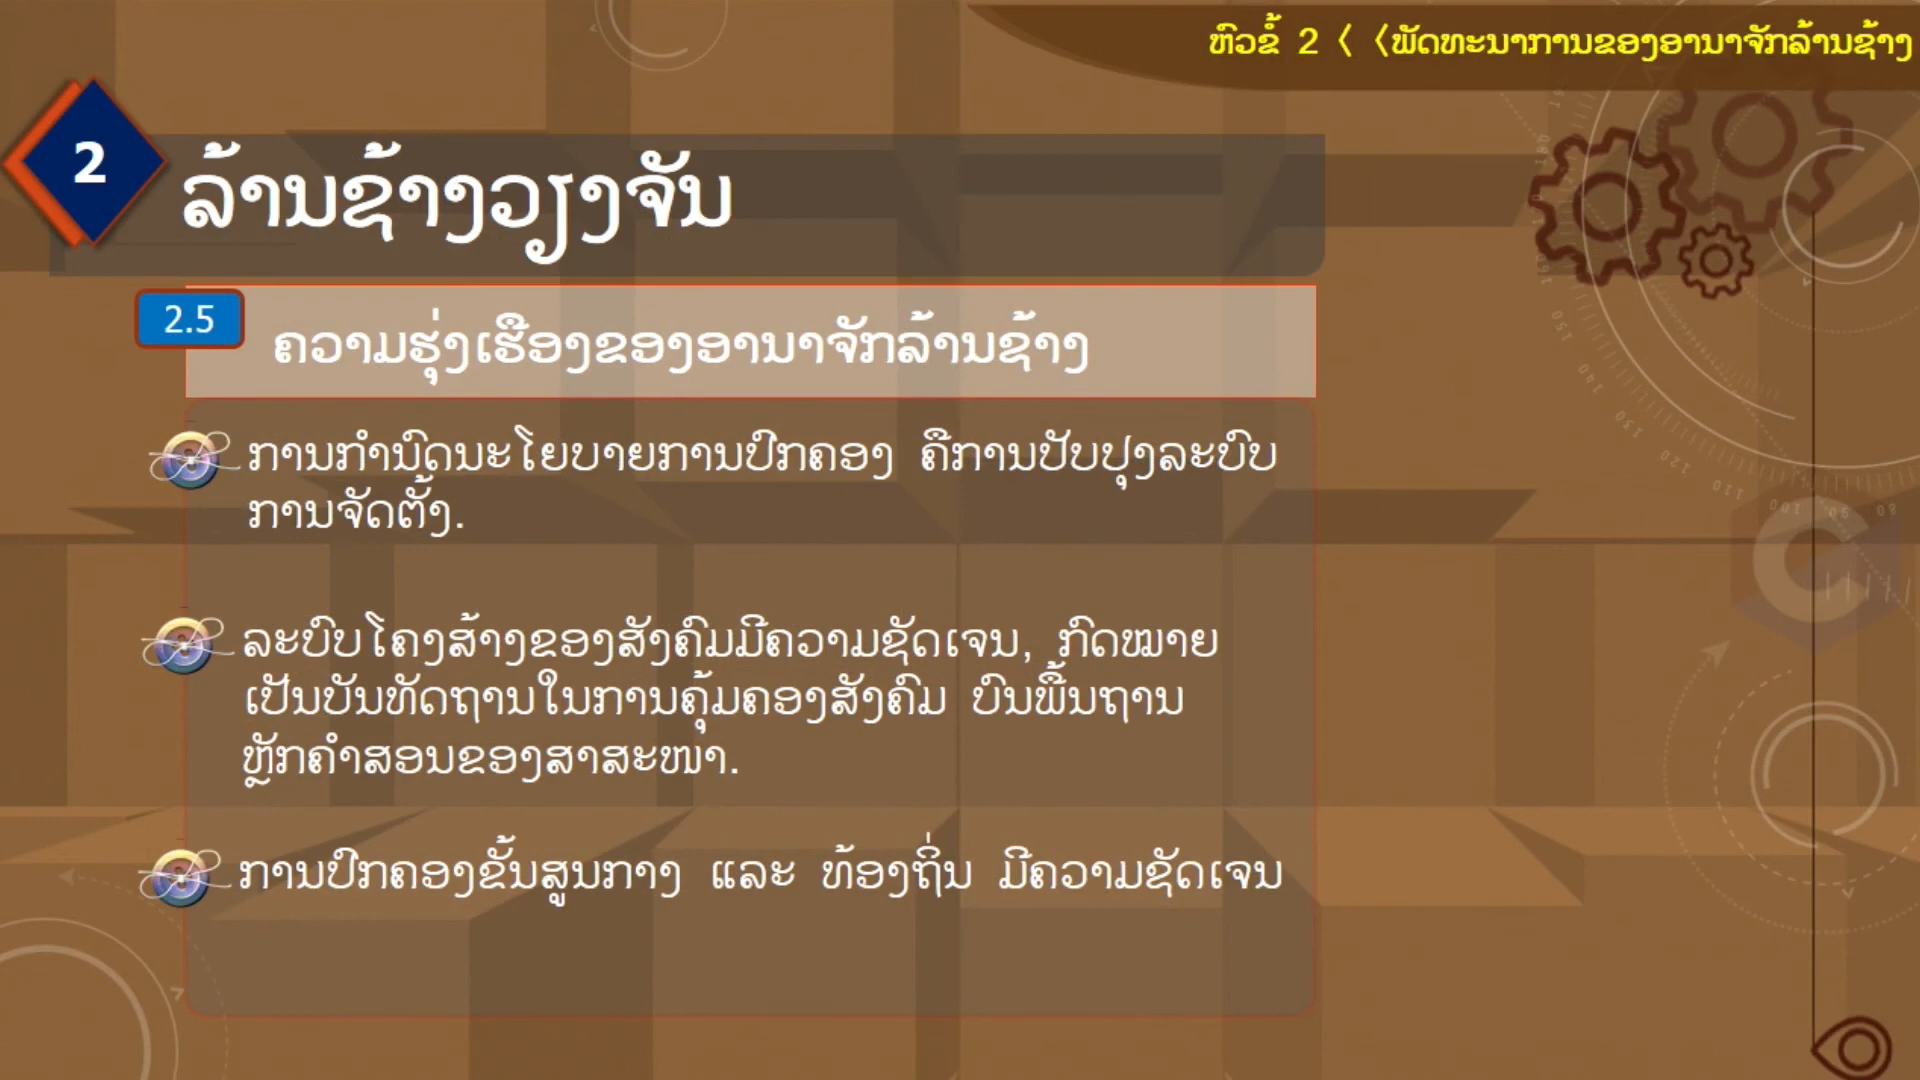 ຫົວຂໍ້ 2 〈〈ພັດທະນາການຂອງອານາຈັກລ້ານຊ້າງ
2
ລ້ານຊ້າງວຽງຈັນ
2.5
ຄວາມຮຸ່ງເຮືອງຂອງອານາຈັກລ້ານຊ້າງ
ການກຳນົດນະໂຍບາຍການປົກຄອງ ຄືການປັບປຸງລະບົບ
ການຈັດຕັ້ງ.
ລະບົບໂຄງສ້າງຂອງສັງຄົມມີຄວາມຊັດເຈນ, ກົດໝາຍ
ເປັນບັນທັດຖານໃນການຄຸ້ມຄອງສັງຄົມ ບົນພື້ນຖານ
ຫຼັກຄຳສອນຂອງສາສະໜາ.
ການປົກຄອງຂັ້ນສູນກາງ ແລະ ທ້ອງຖິ່ນ ມີຄວາມຊັດເຈນ